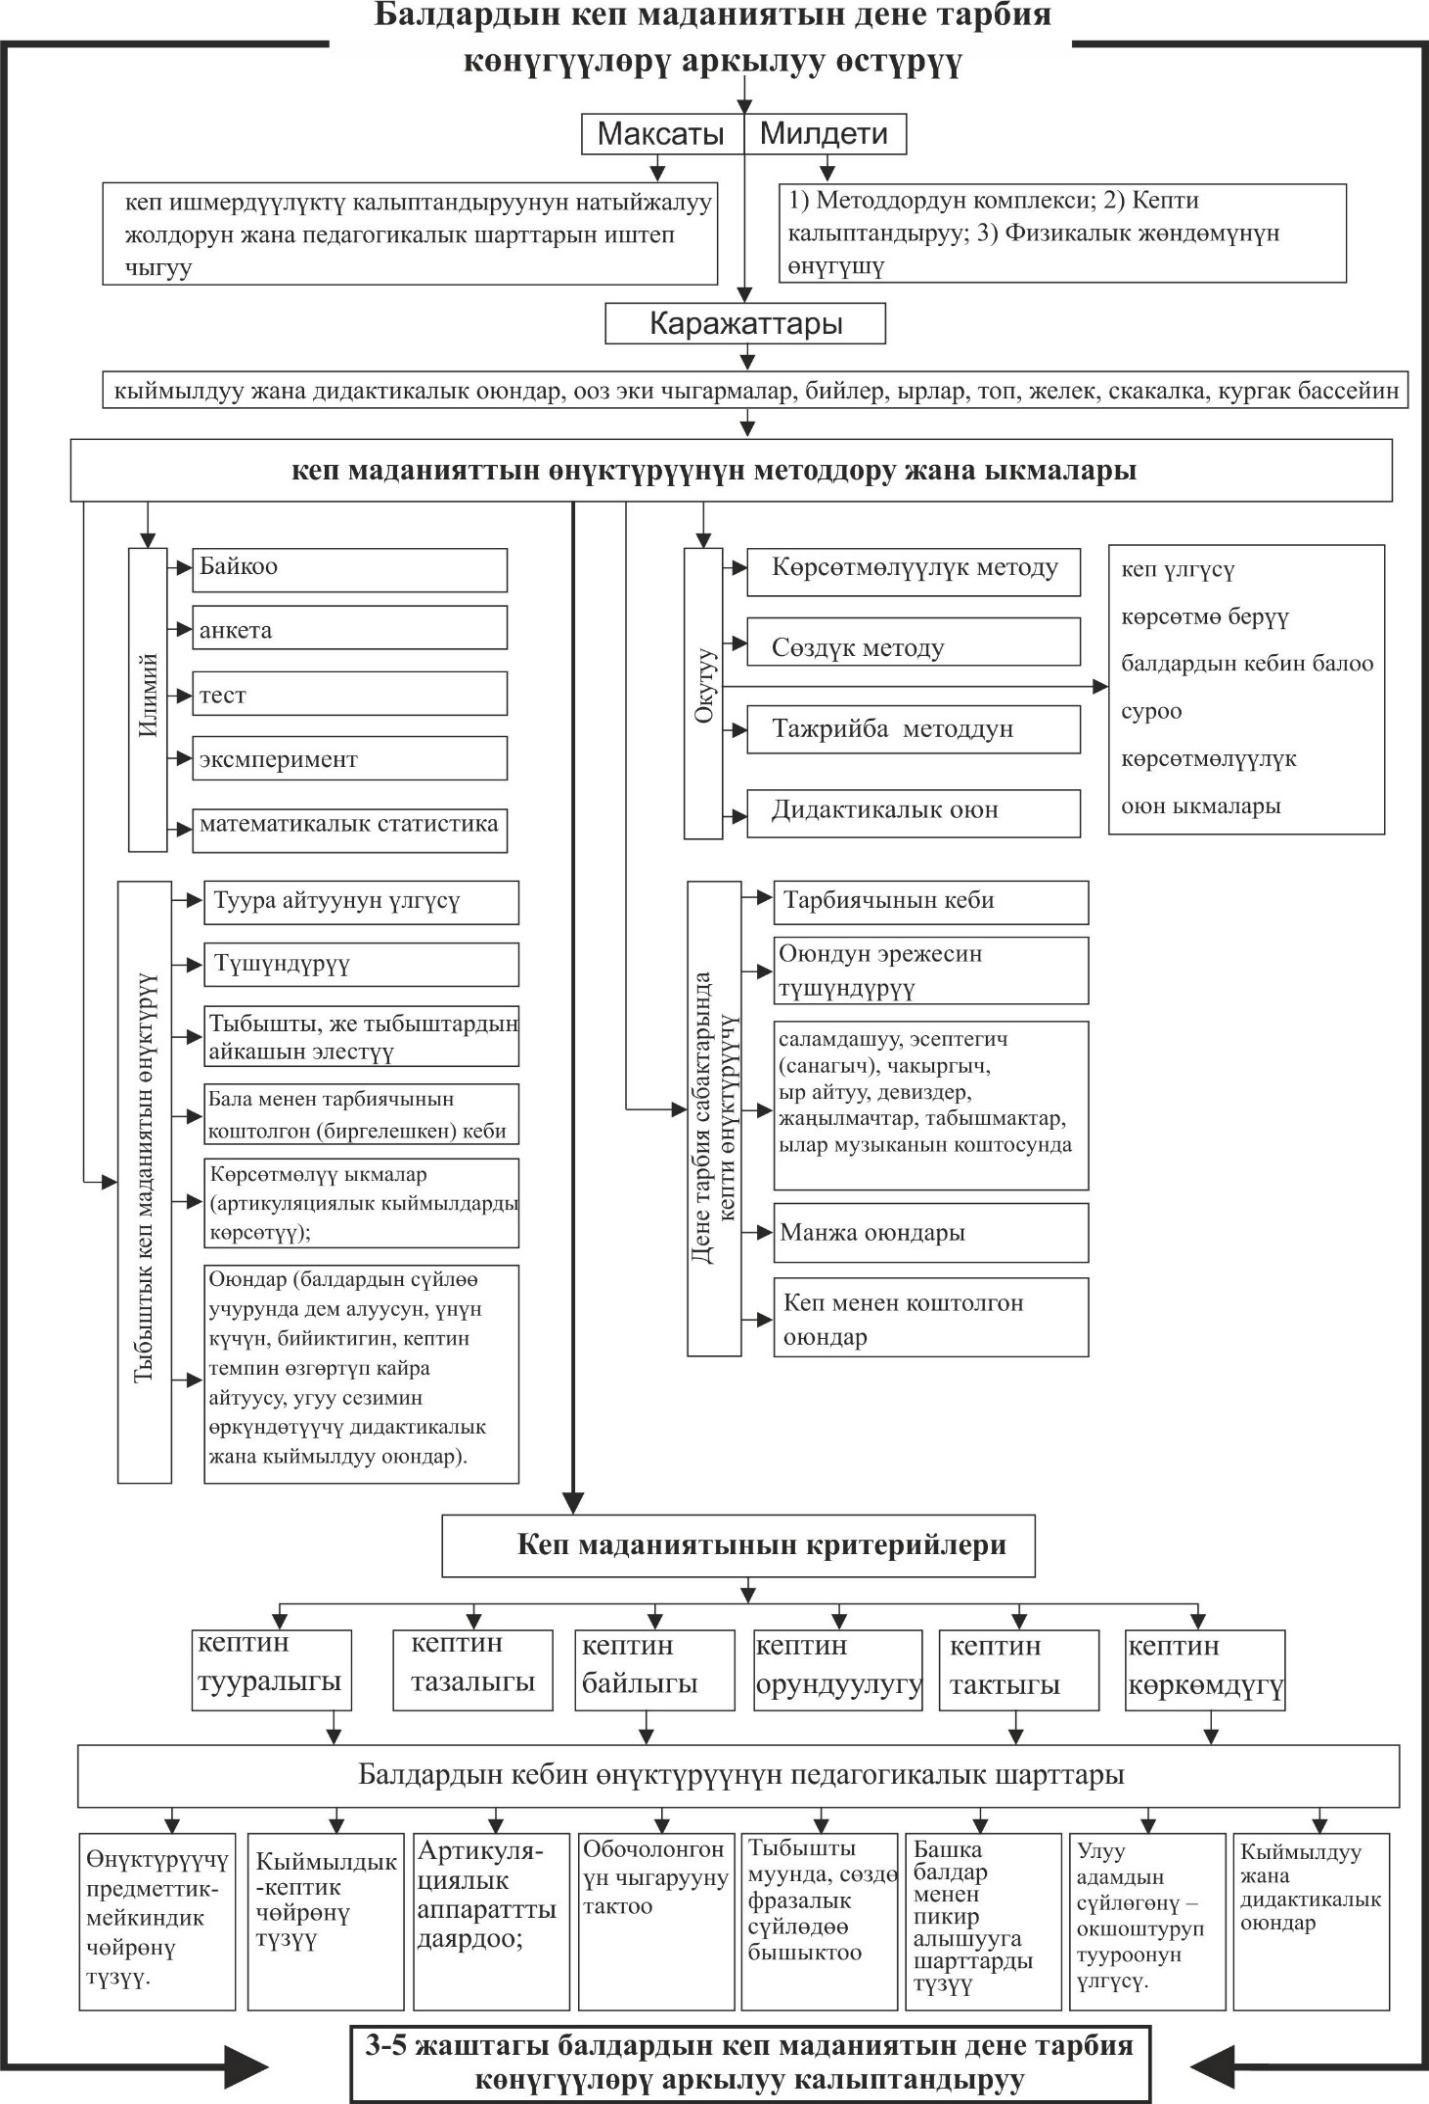 Балдардын кеп маданиятын дене тарбия
көнүгүүлөрү аркылуу өстүрүү
Максаты
Милдети
кеп ишмердүүлүктү калыптандыруунун натыйжалуу
жолдорун жана педагогикалык шарттарын иштеп
чыгуу
1) Методдордун комплекси; 2) Кепти
калыптандыруу; 3) Физикалык жөндөмүнүн
өнүгүшү
Каражаттары
кыймылдуу жана дидактикалык оюндар, ооз эки чыгармалар, бийлер, ырлар, топ, желек, скакалка, кургак бассейин
кеп маданияттын өнүктүрүүнүн методдору жана ыкмалары
Илимий
Байкоо
анкета
тест
эксмперимент
математикалык статистика
Окутуу
Көрсөтмөлүүлүк методу
Сөздүк методу
Тажрийба методдун
Дидактикалык оюн
кеп үлгүсү
көрсөтмө берүү
балдардын кебин балоо
суроо
көрсөтмөлүүлүк
оюн ыкмалары
Тыбыштык кеп маданиятын өнүктүрүү
Туура айтуунун үлгүсү
Түшүндүрүү
Тыбышты, же тыбыштардын
айкашын элестүү
Бала менен тарбиячынын
коштолгон (биргелешкен) кеби
Көрсөтмөлүү ыкмалар
(артикуляциялык кыймылдарды
көрсөтүү);
Оюндар (балдардын сүйлөө
учурунда дем алуусун, үнүн
күчүн, бийиктигин, кептин
темпин өзгөртүп кайра
айтуусу, угуу сезимин
өркүндөтүүчү дидактикалык
жана кыймылдуу оюндар).
Дене тарбия сабактарында
кепти өнүктүрүүчү
Тарбиячынын кеби
Оюндун эрежесин
түшүндүрүү
саламдашуу, эсептегич
(санагыч), чакыргыч,
ыр айтуу, девиздер,
жаңылмачтар, табышмактар,
ылар музыканын коштосунда
Манжа оюндары
Кеп менен коштолгон
оюндар
Кеп маданиятынын критерийлери
кептин
тууралыгы
кептин
тазалыгы
кептин
байлыгы
кептин
орундуулугу
кептин
тактыгы
кептин
көркөмдүгү
Балдардын кебин өнүктүрүүнүн педагогикалык шарттары
Өнүктүрүүчү
предметтик-
мейкиндик
чөйрөнү
түзүү.
Кыймылдык
-кептик
чөйрөнү
түзүү
Артикуля-
циялык
аппараттты
даярдоо;
Обочолонгон
үн чыгарууну
тактоо
Тыбышты
муунда, сөздө
фразалык
сүйлөдөө
бышыктоо
Башка
балдар
менен
пикир
алышууга
шарттарды
түзүү
Улуу
адамдын
сүйлөгөнү –
окшоштуруп
тууроонун
үлгүсү.
Кыймылдуу
жана
дидактикалык
оюндар
3-5 жаштагы балдардын кеп маданиятын дене тарбия
көнүгүүлөрү аркылуу калыптандыруу